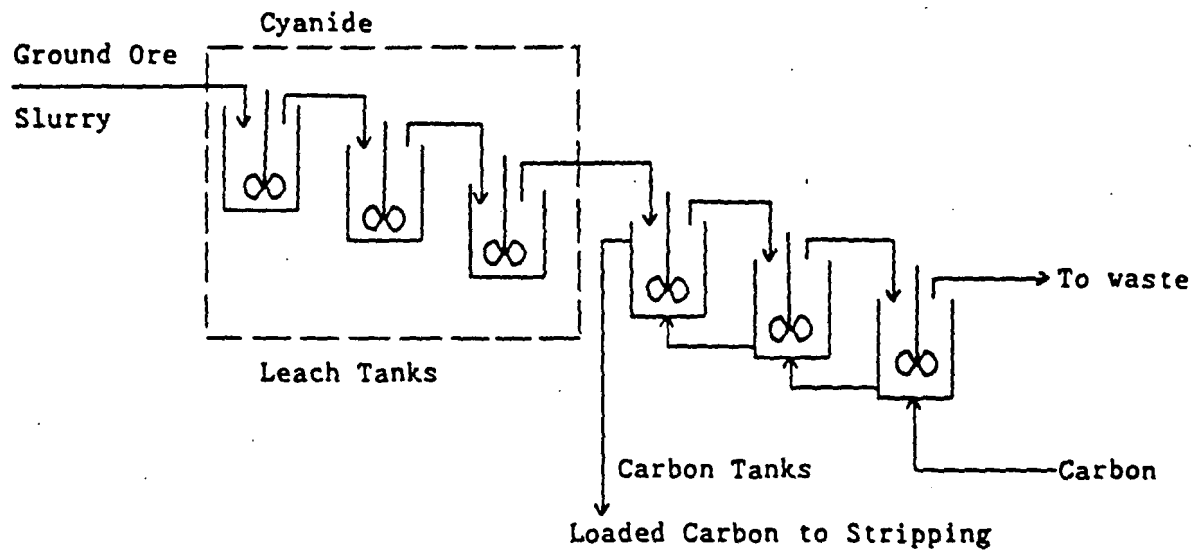 Cyanide
Ground Ore
Slurry
To waste
Leach Tanks
Carbon Tanks
Carbon
Loaded Carbon to Stripping